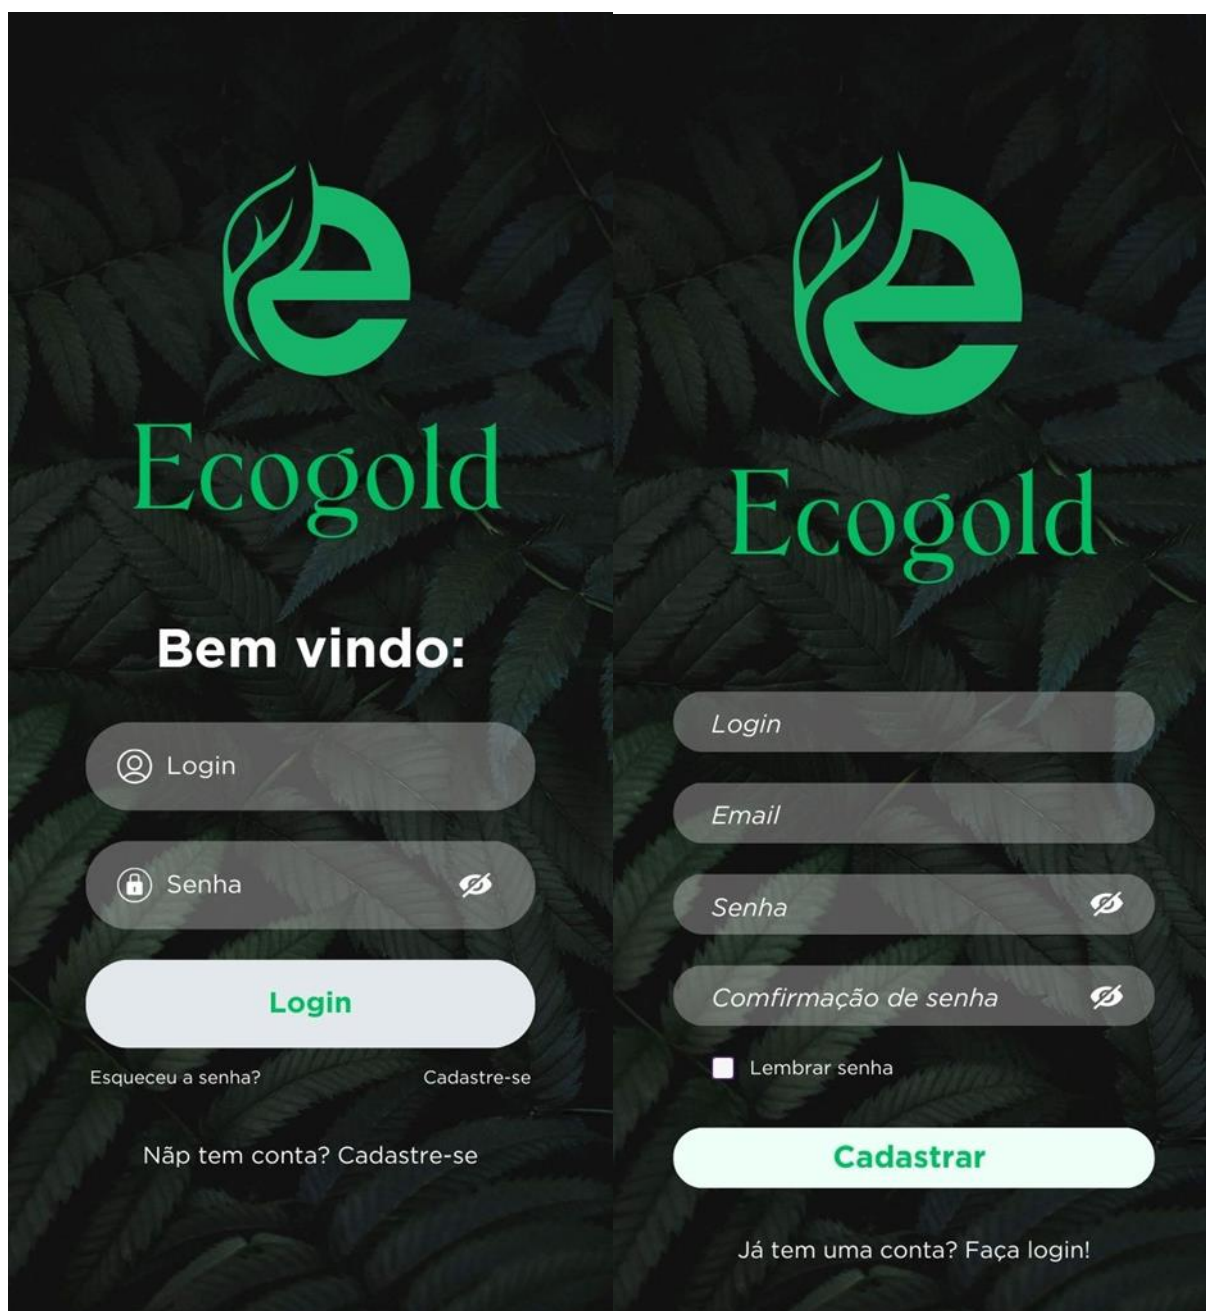 Ecogold
Bem vindo:
Login
Senha
Login
Esqueceu a senha? Cadastre-se
Nãp tem conta? Cadastre-se
Ecogold
Login
Email
Senha
Comfirmação de senha
Lembrar senha
Cadastrar
Já tem uma conta? Faça login!